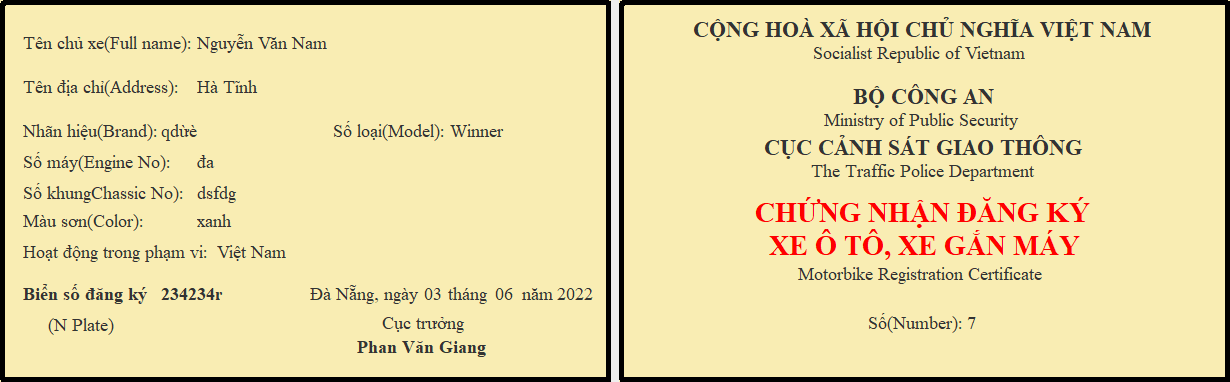 Tên chủ xe(Full name): Nguyễn Văn Nam
Tên địa chỉ(Address): Hà Tĩnh
Nhãn hiệu(Brand): qdừè Số loại(Model): Winner
Số máy(Engine No): đa
Số khungChassic No): dsfdg
Màu sơn(Color): xanh
Hoạt động trong phạm vi: Việt Nam
Biển số đăng ký 234234r Đà Nẵng, ngày 03 tháng 06 năm 2022
(N Plate) Cục trưởng
Phan Văn Giang
CỘNG HOÀ XÃ HỘI CHỦ NGHĨA VIỆT NAM
Socialist Republic of Vietnam
BỘ CÔNG AN
Ministry of Public Security
CỤC CẢNH SÁT GIAO THÔNG
The Traffic Police Department
CHỨNG NHẬN ĐĂNG KÝ
XE Ô TÔ, XE GẮN MÁY
Motorbike Registration Certificate
Số(Number): 7